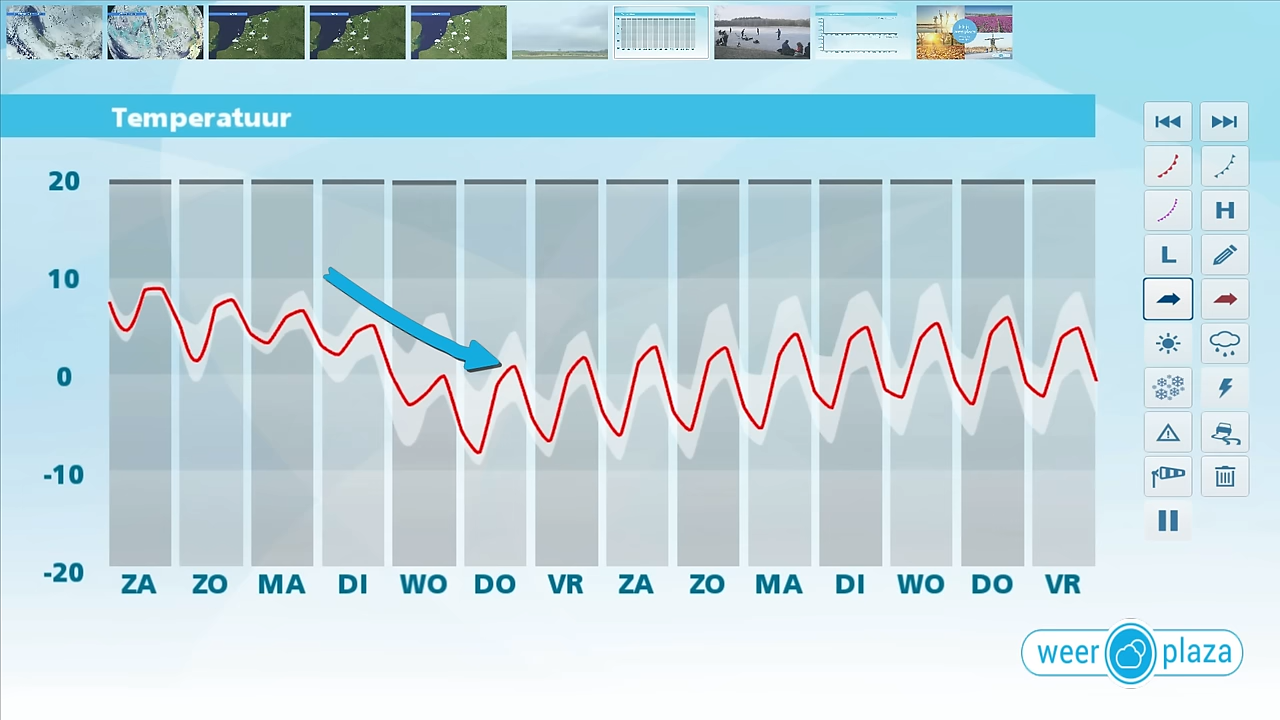 Temperatuur
20
10
0
-10
-20
ZA ZO MA DI WO DO VR ZA ZO MA DI WO DO VR
H
L
weer plaza